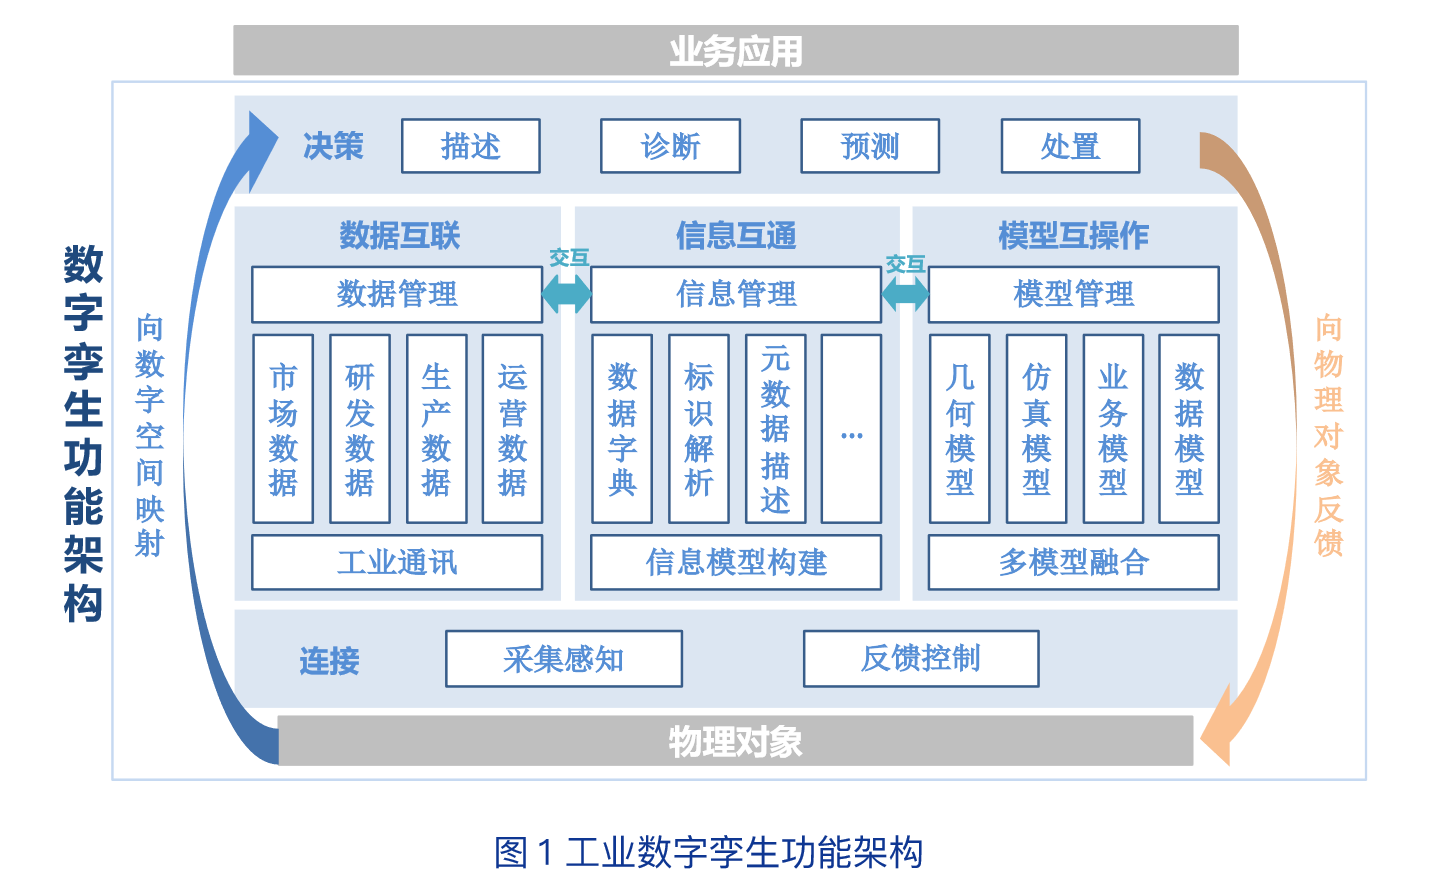 业务应用
决策
描述
诊断
预测
处置
数字孪生功能架构
向数字空间映射
数据互联
交互
信息互通
交互
模型互操作
数据管理
信息管理
模型管理
市场数据
研发数据
生产数据
运营数据
数据字典
标识解析
元数据描述
...
几何模型
仿真模型
业务模型
数据模型
工业通讯
信息模型构建
多模型融合
向物理对象反馈
连接
采集感知
反馈控制
物理对象
图 1 工业数字孪生功能架构